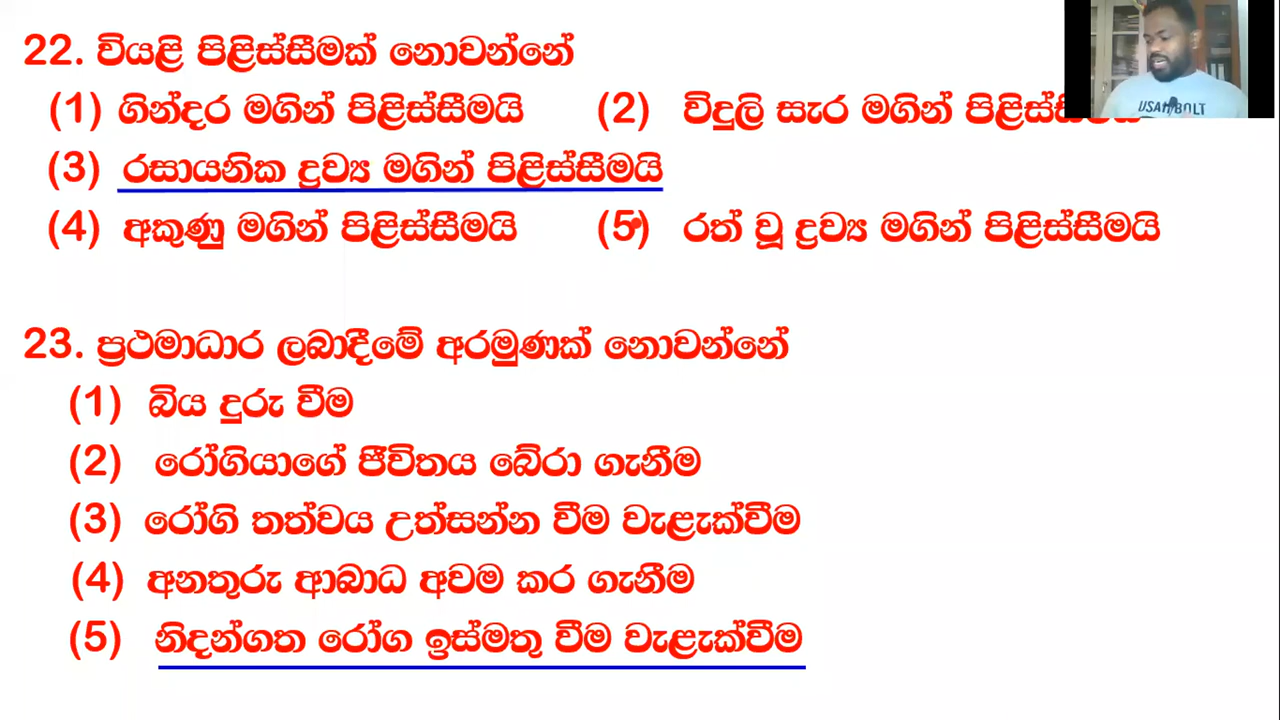 22. වියළි පිළිස්සීමක් නොවන්නේ
(1) ගින්දර මගින් පිළිස්සීමයි (2) විදුලි සැර මගින්
(3) රසායනික ද්‍රව්‍ය මගින් පිළිස්සීමයි
(4) අකුණු මගින් පිළිස්සීමයි (5) රත් වූ ද්‍රව්‍ය මගින් පිළිස්සීමයි
23. ප්‍රථමාධාර ලබාදීමේ අරමුණක් නොවන්නේ
(1) බිය දුරු වීම
(2) රෝගියාගේ ජීවිතය බේරා ගැනීම
(3) රෝගි තත්වය උත්සන්න වීම වැළැක්වීම
(4) අනතුරු ආබාධ අවම කර ගැනීම
(5) නිදන්ගත රෝග ඉස්මතු වීම වැළැක්වීම